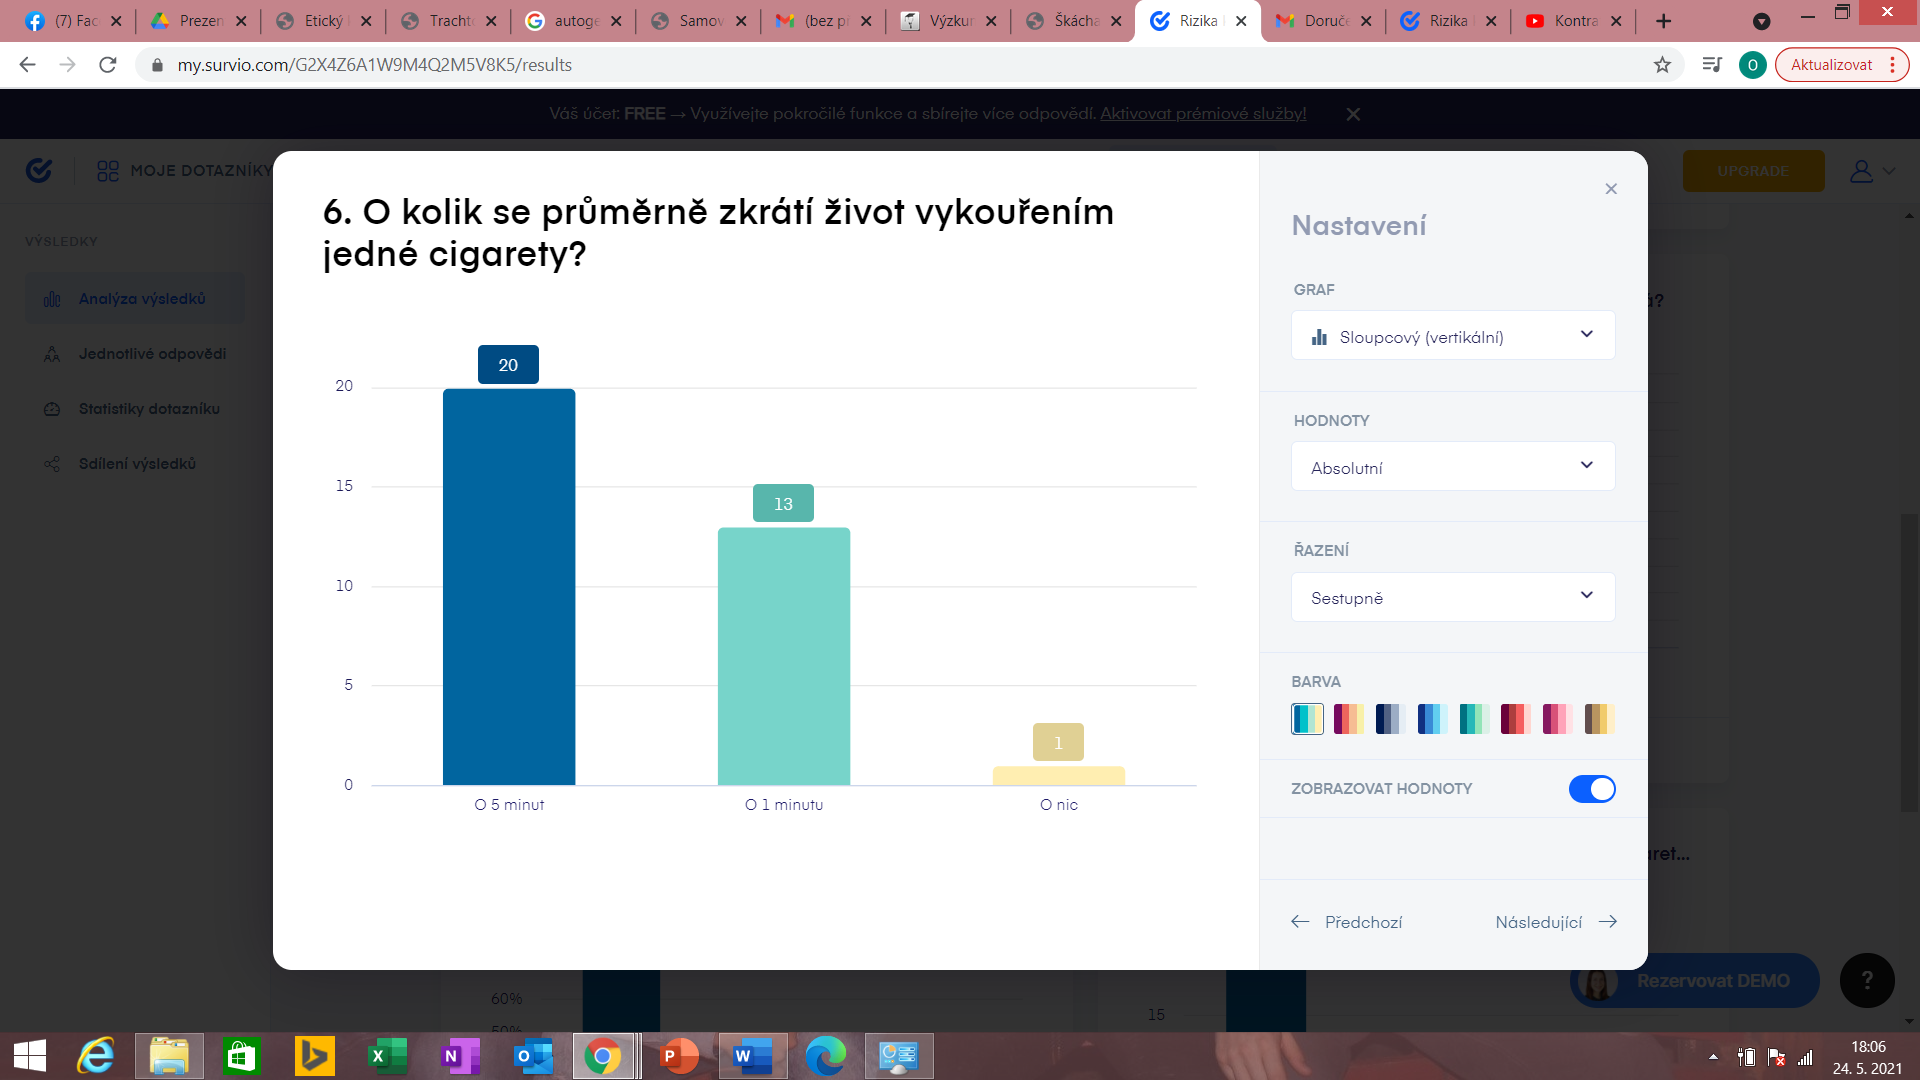 (7) Fac
Prezen
Etický
Trachte
autoge
Samov
(bez př
Výzkum
Škácha
Rizika
Doruče
Rizika
Kontra
my.survio.com/G2X4Z6A1W9M4Q2M5V8K5/results
O
Aktualizovat
Váš účet: FREE → Využívejte pokročilé funkce a sbírejte více odpovědí. Aktivovat prémiové služby!
MOJE DOTAZNÍKY
UPGRADE
VÝSLEDKY
Analýza výsledků
Jednotlivé odpovědi
Statistiky dotazníku
Sdílení výsledků
6. O kolik se průměrně zkrátí život vykouřením
jedné cigarety?
20
15
10
5
0
20
13
1
O 5 minut
O 1 minutu
O nic
Nastavení
GRAF
Sloupcový (vertikální)
HODNOTY
Absolutní
ŘAZENÍ
Sestupně
BARVA
ZOBRAZOVAT HODNOTY
← Předchozí
Následující →
aret...
60%
50%
15
Rezervovat DEMO
?
18:06
24. 5. 2021